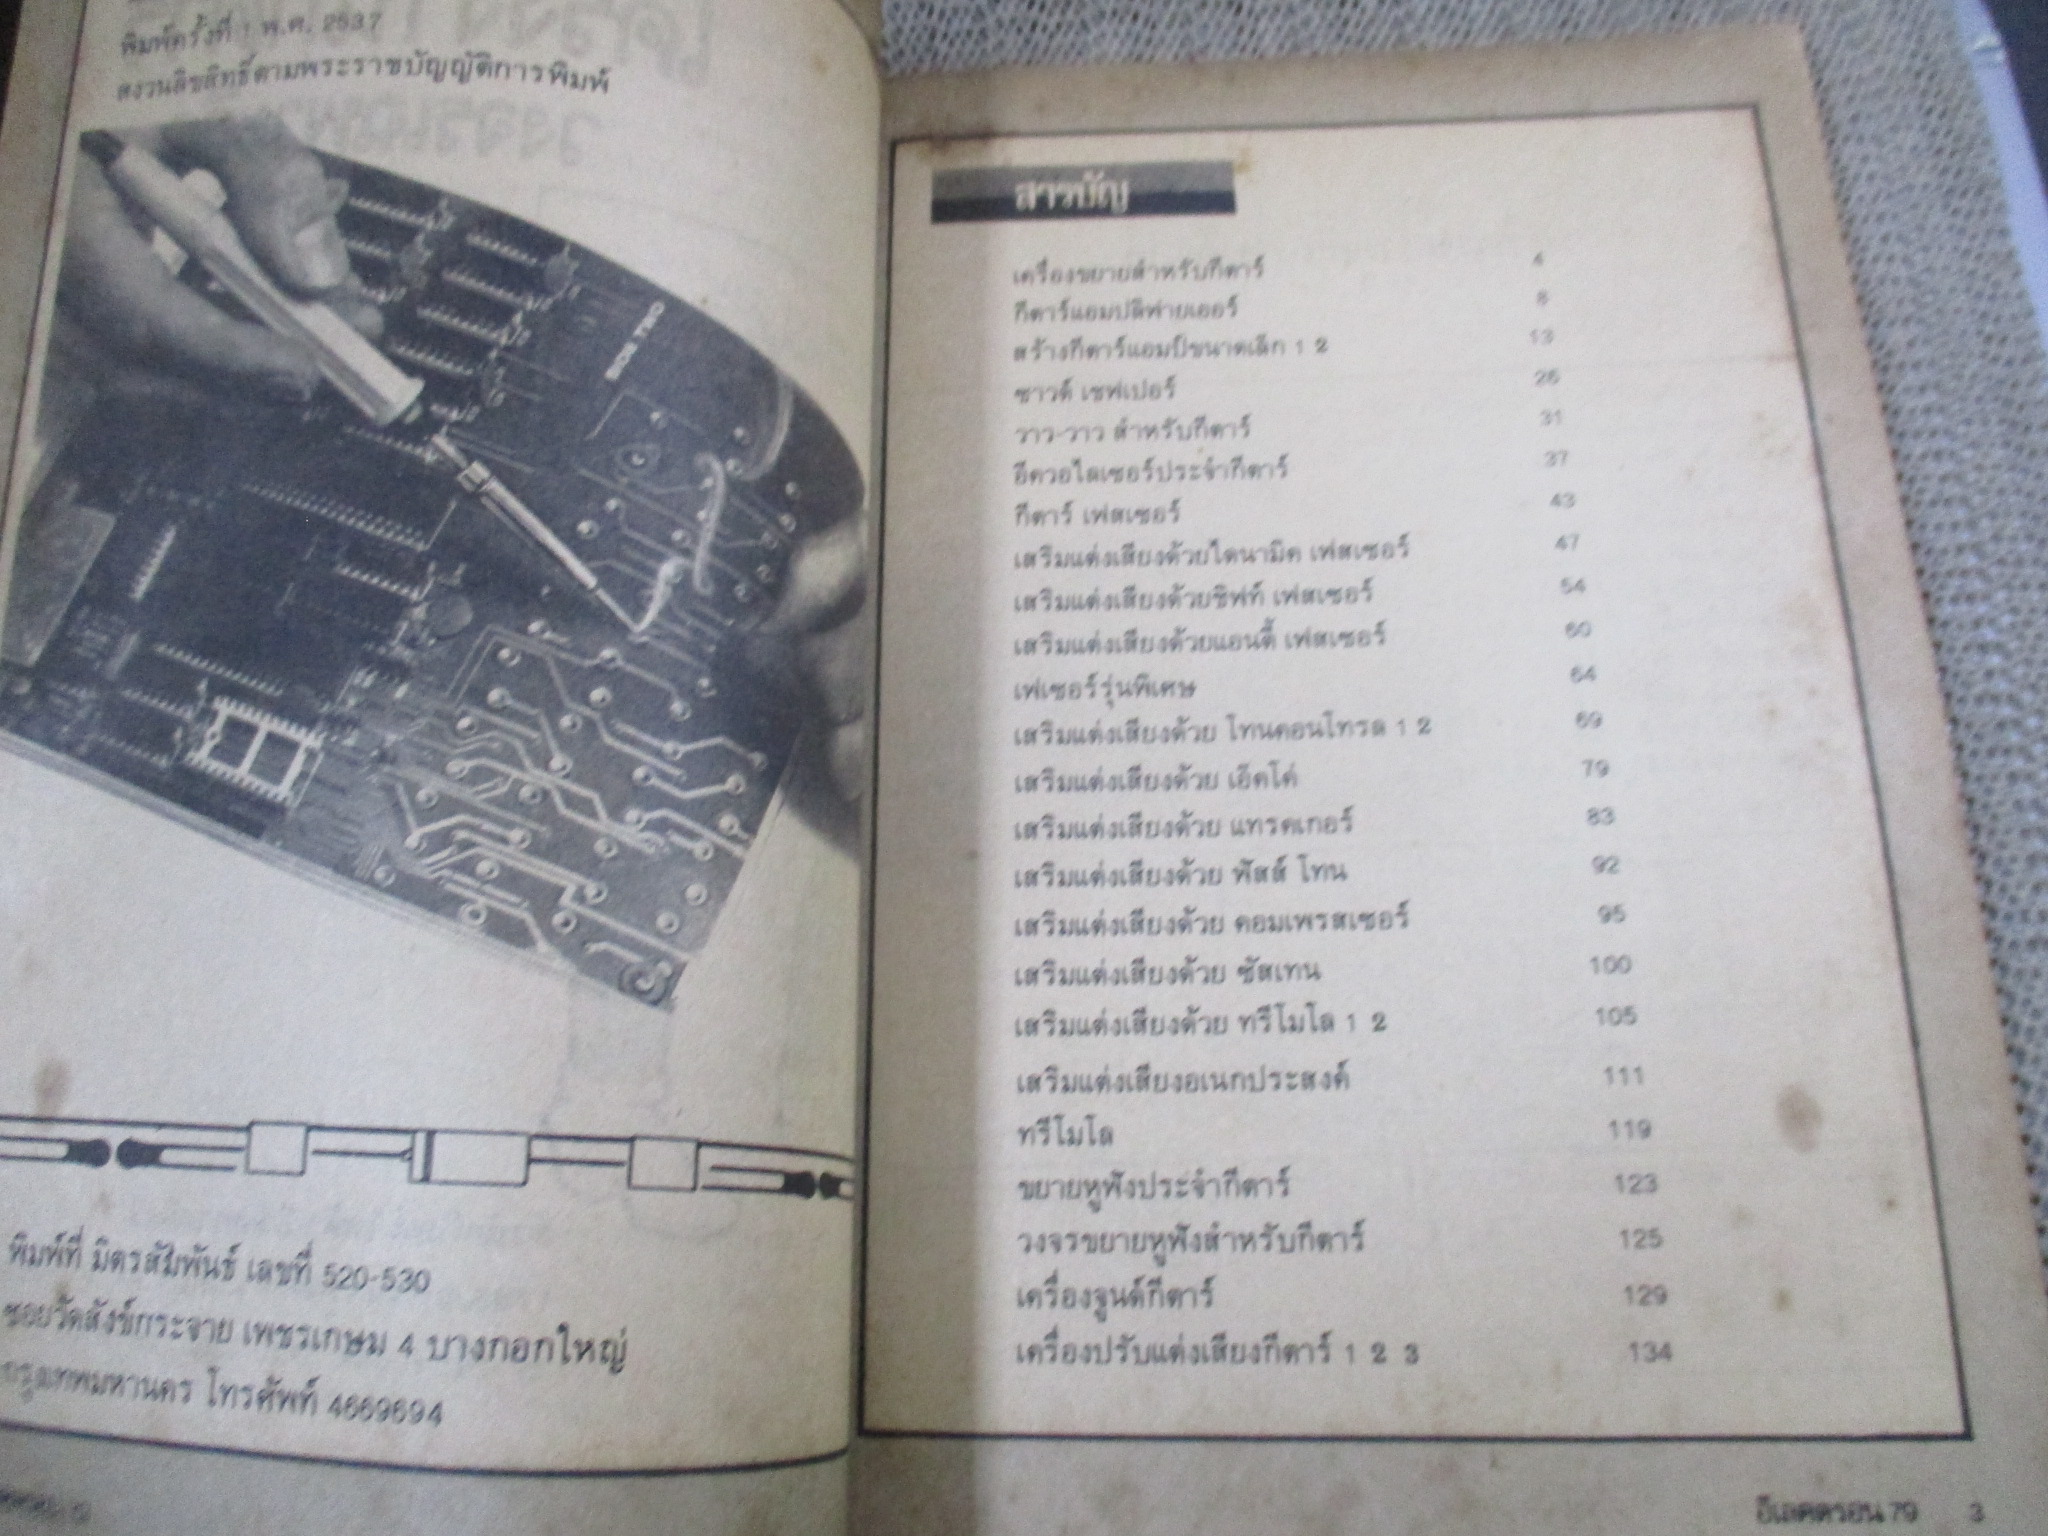 พิมพ์ครั้งที่ 1 พ.ศ. 2537
สงวนลิขสิทธิ์ตามพระราชบัญญัติการพิมพ์
SIDE TWO
พิมพ์ที่ มิตรสัมพันธ์ เลขที่ 520-530
ซอยวัดสังข์กระจาย เพชรเกษม 4 บางกอกใหญ่
กรุงเทพมหานคร โทรศัพท์ 4669694
สารบัญ
เครื่องขยายสำหรับกีตาร์ 4
กีตาร์แอมปลิฟายเออร์ 8
สร้างกีตาร์แอมป์ขนาดเล็ก 1 2 13
ซาวด์ เชฟเปอร์ 26
วาว-วาว สำหรับกีตาร์ 31
อีควอไลเซอร์ประจำกีตาร์ 37
กีตาร์ เฟสเซอร์ 43
เสริมแต่งเสียงด้วยไดนามิค เฟสเซอร์ 47
เสริมแต่งเสียงด้วยชิฟท์ เฟสเซอร์ 54
เสริมแต่งเสียงด้วยแอนดี้ เฟสเซอร์ 60
เฟเซอร์รุ่นพิเศษ 64
เสริมแต่งเสียงด้วย โทนคอนโทรล 1 2 69
เสริมแต่งเสียงด้วย เอ็คโค่ 79
เสริมแต่งเสียงด้วย แทรคเกอร์ 83
เสริมแต่งเสียงด้วย ฟัสส์ โทน 92
เสริมแต่งเสียงด้วย คอมเพรสเซอร์ 95
เสริมแต่งเสียงด้วย ซัสเทน 100
เสริมแต่งเสียงด้วย ทรีโมโล 1 2 105
เสริมแต่งเสียงอเนกประสงค์ 111
ทรีโมโล 119
ขยายหูฟังประจำกีตาร์ 123
วงจรขยายหูฟังสำหรับกีตาร์ 125
เครื่องจูนด์กีตาร์ 129
เครื่องปรับแต่งเสียงกีตาร์ 1 2 3 134
อีเลคตรอน 79 3